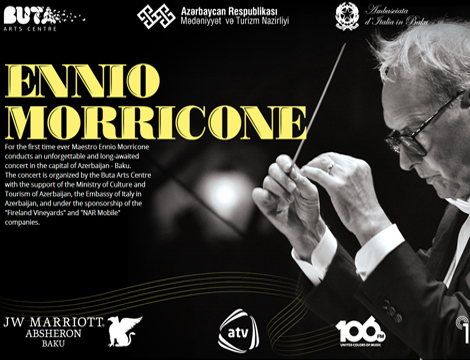 BUTA
ARTS CENTRE
Azərbaycan Respublikası
Mədəniyyət və Turizm Nazirliyi
Ambasciata
d'Italia in Baku
ENNIO
MORRICONE
For the first time ever Maestro Ennio Morricone
conducts an unforgettable and long-awaited
concert in the capital of Azerbaijan - Baku.
The concert is organized by the Buta Arts Centre
with the support of the Ministry of Culture and
Tourism of Azerbaijan, the Embassy of Italy in
Azerbaijan, and under the sponsorship of the
"Fireland Vineyards" and "NAR Mobile"
companies.
JW MARRIOTT
ABSHERON
BAKU
atv
106 FM
UNITED COLORS OF MUSIC